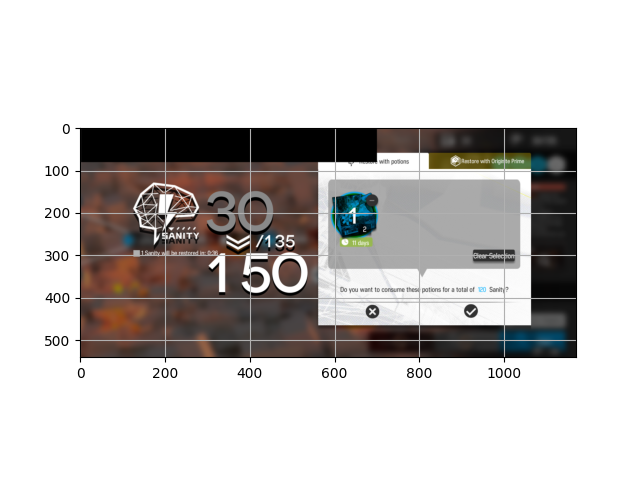 0
100
200
300
400
500
0
200
400
600
800
1000
Restore with potions
Restore with Originite Prime
30
SANITY
SANITY
/135
1 Sanity will be restored in: 0:36
150
1
2
11 days
Clear Selection
Do you want to consume these potions for a total of 120 Sanity?